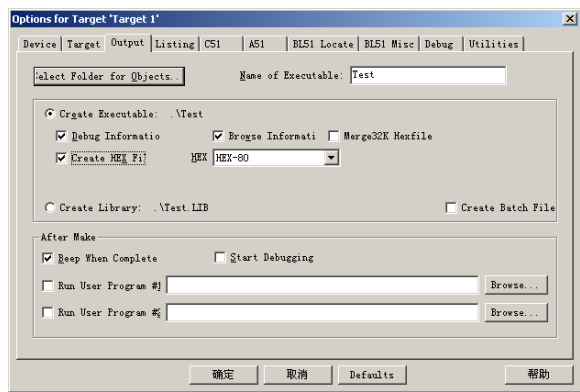 Options for Target 'Target 1'
Device Target Output Listing C51 A51 BL51 Locate BL51 Misc Debug Utilities
Select Folder for Objects.. Name of Executable: Test
Create Executable: .\Test
Debug Informatio Browse Informati Merge32K Hexfile
Create HEX Fi HEX HEX-80
Create Library: .\Test.LIB Create Batch File
After Make
Beep When Complete Start Debugging
Run User Program #1 Browse...
Run User Program #2 Browse...
确定 取消 Defaults 帮助